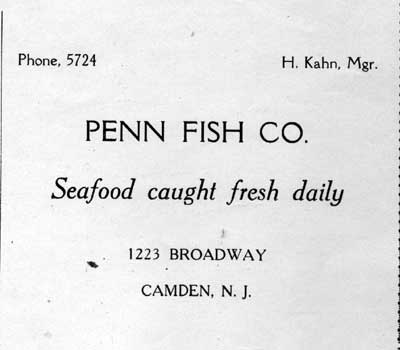 Phone, 5724
H. Kahn, Mgr.
PENN FISH CO.
Seafood caught fresh daily
1223 BROADWAY
CAMDEN, N. J.